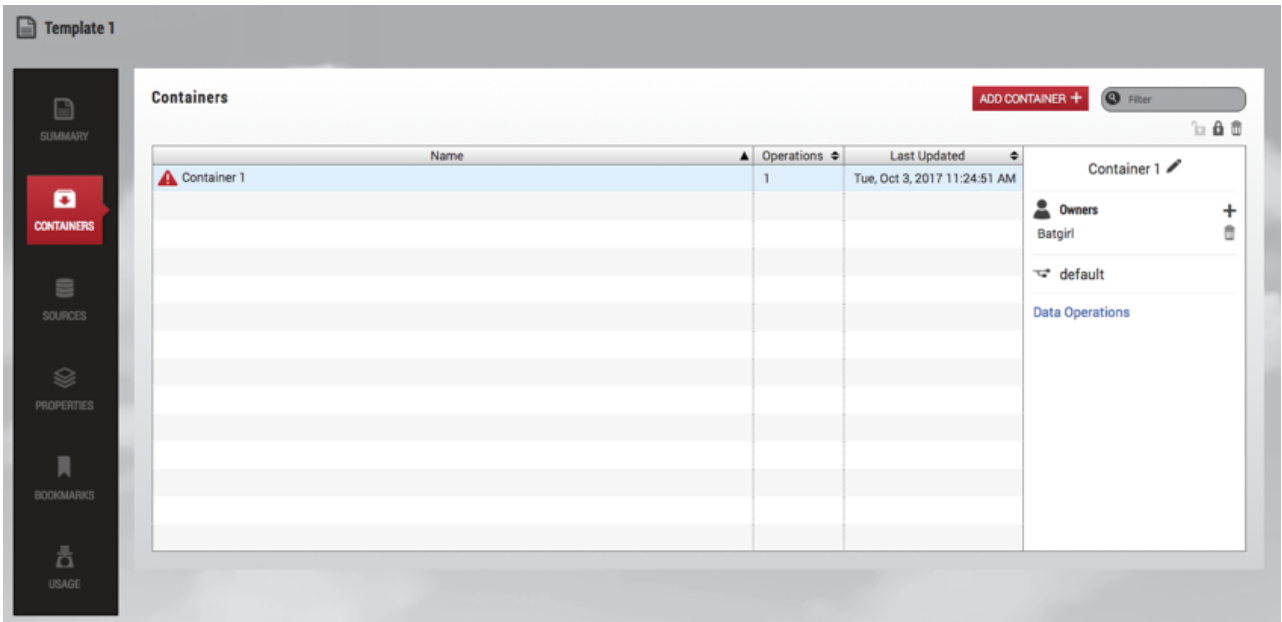 Template 1
SUMMARY
CONTAINERS
SOURCES
PROPERTIES
BOOKMARKS
USAGE
Containers
ADD CONTAINER +
Filter
Name Operations Last Updated
Container 1 1 Tue, Oct 3, 2017 11:24:51 AM
Container 1
Owners
Batgirl
default
Data Operations